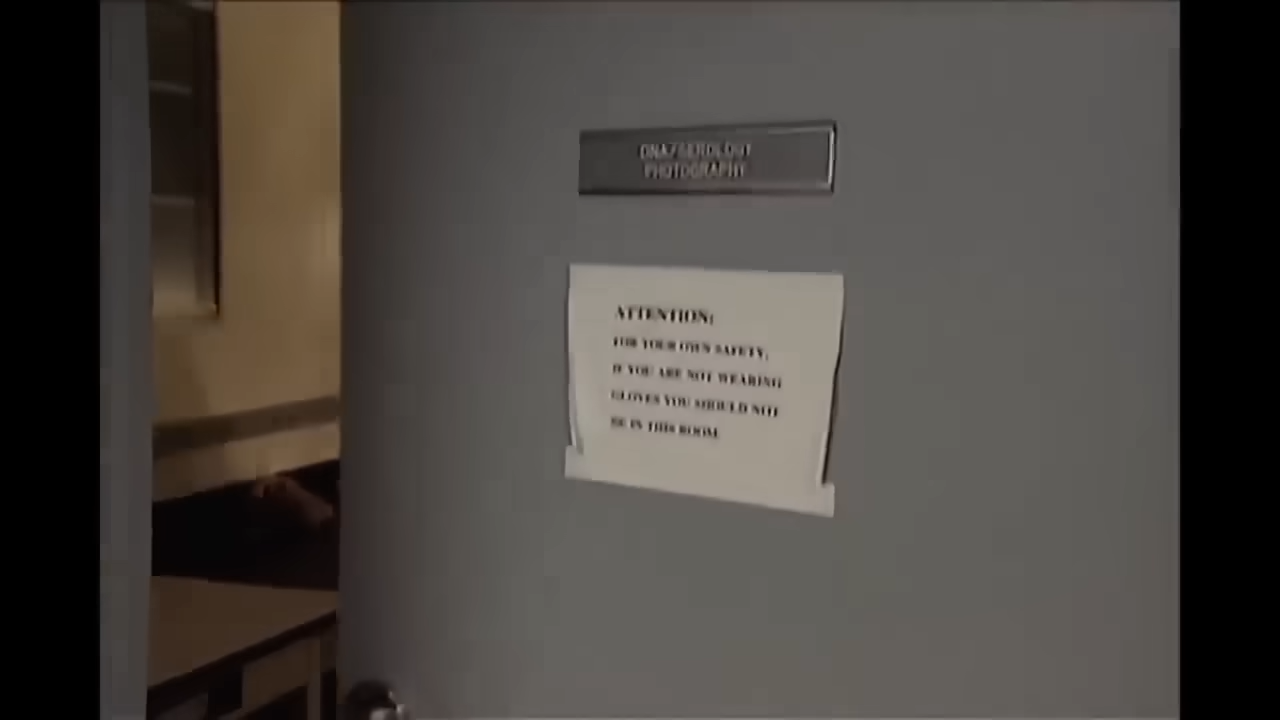 DNA/SEROLOGY
PHOTOGRAPHY
ATTENTION:
FOR YOUR OWN SAFETY,
IF YOU ARE NOT WEARING
GLOVES YOU SHOULD NOT
BE IN THIS ROOM